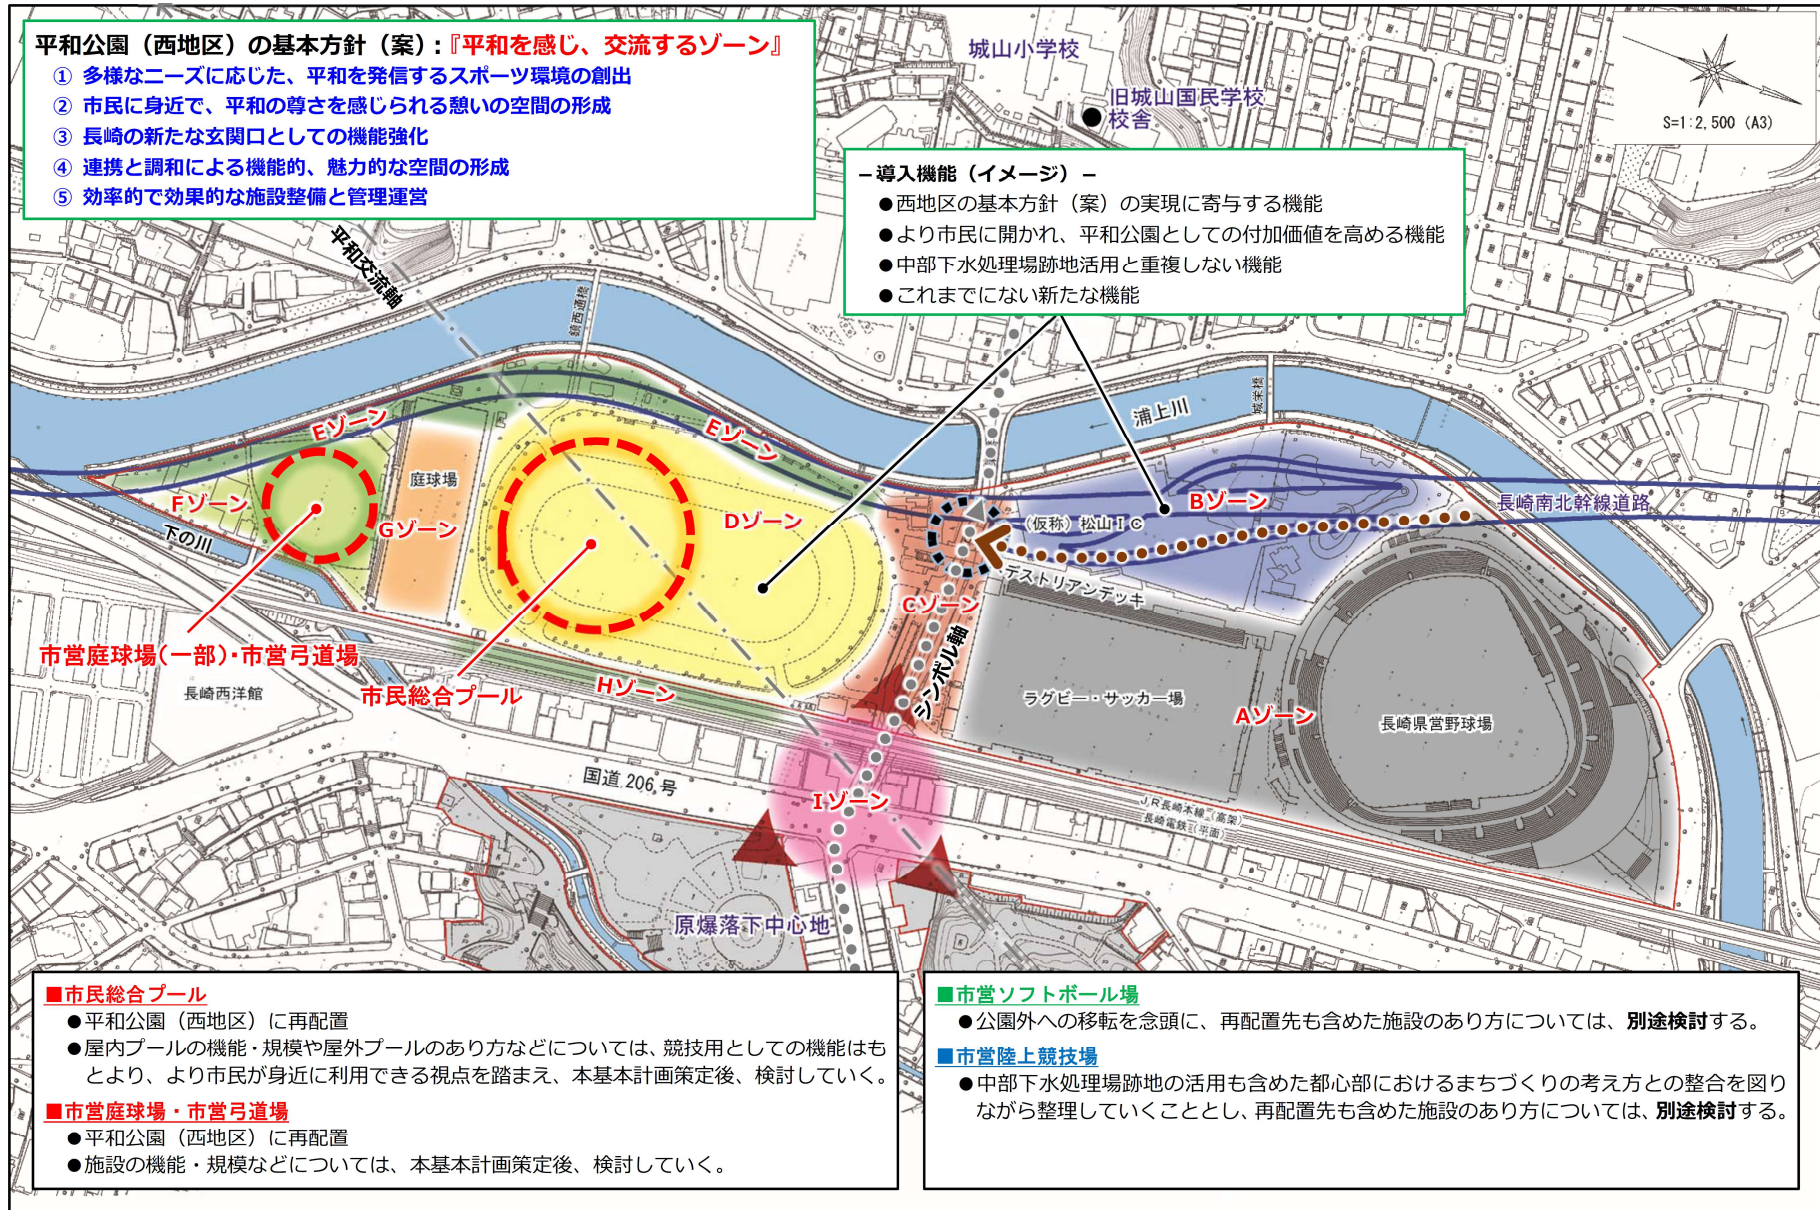 平和公園（西地区）の基本方針（案）：『平和を感じ、交流するゾーン』
① 多様なニーズに応じた、平和を発信するスポーツ環境の創出
② 市民に身近で、平和の尊さを感じられる憩いの空間の形成
③ 長崎の新たな玄関口としての機能強化
④ 連携と調和による機能的、魅力的な空間の形成
⑤ 効率的で効果的な施設整備と管理運営
城山小学校
旧城山国民学校
校舎
S=1:2,500 (A3)
－導入機能（イメージ）－
●西地区の基本方針（案）の実現に寄与する機能
●より市民に開かれ、平和公園としての付加価値を高める機能
●中部下水処理場跡地活用と重複しない機能
●これまでにない新たな機能
平和交流軸
鏡西通橋
浦上川
城栄橋
Eゾーン
Eゾーン
庭球場
Fゾーン
Gゾーン
Dゾーン
Bゾーン
長崎南北幹線道路
（仮称）松山ＩＣ
下の川
デストリアンデッキ
Cゾーン
シンボル軸
市営庭球場（一部）・市営弓道場
長崎西洋館
市民総合プール
Hゾーン
ラグビー・サッカー場
Aゾーン
長崎県営野球場
国道206号
Iゾーン
ＪＲ長崎本線（高架）
長崎電鉄（平面）
原爆落下中心地
■市民総合プール
●平和公園（西地区）に再配置
●屋内プールの機能・規模や屋外プールのあり方などについては、競技用としての機能はも
とより、より市民が身近に利用できる視点を踏まえ、本基本計画策定後、検討していく。
■市営庭球場・市営弓道場
●平和公園（西地区）に再配置
●施設の機能・規模などについては、本基本計画策定後、検討していく。
■市営ソフトボール場
●公園外への移転を念頭に、再配置先も含めた施設のあり方については、別途検討する。
■市営陸上競技場
●中部下水処理場跡地の活用も含めた都心部におけるまちづくりの考え方との整合を図り
ながら整理していくこととし、再配置先も含めた施設のあり方については、別途検討する。